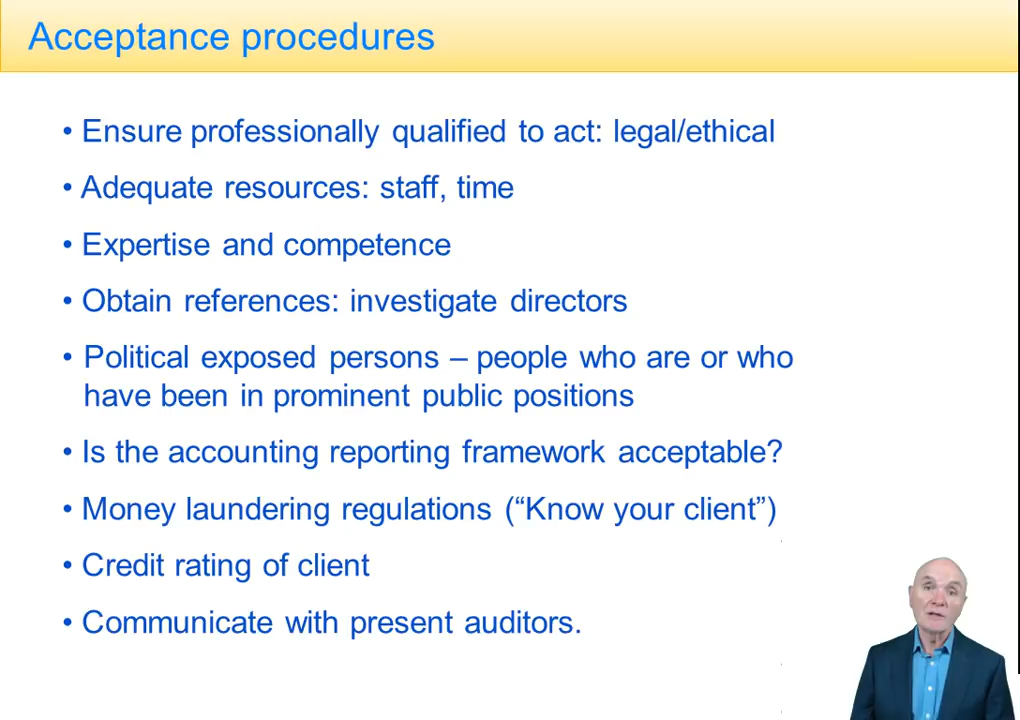 Acceptance procedures
• Ensure professionally qualified to act: legal/ethical
• Adequate resources: staff, time
• Expertise and competence
• Obtain references: investigate directors
• Political exposed persons – people who are or who
have been in prominent public positions
• Is the accounting reporting framework acceptable?
• Money laundering regulations (“Know your client”)
• Credit rating of client
• Communicate with present auditors.